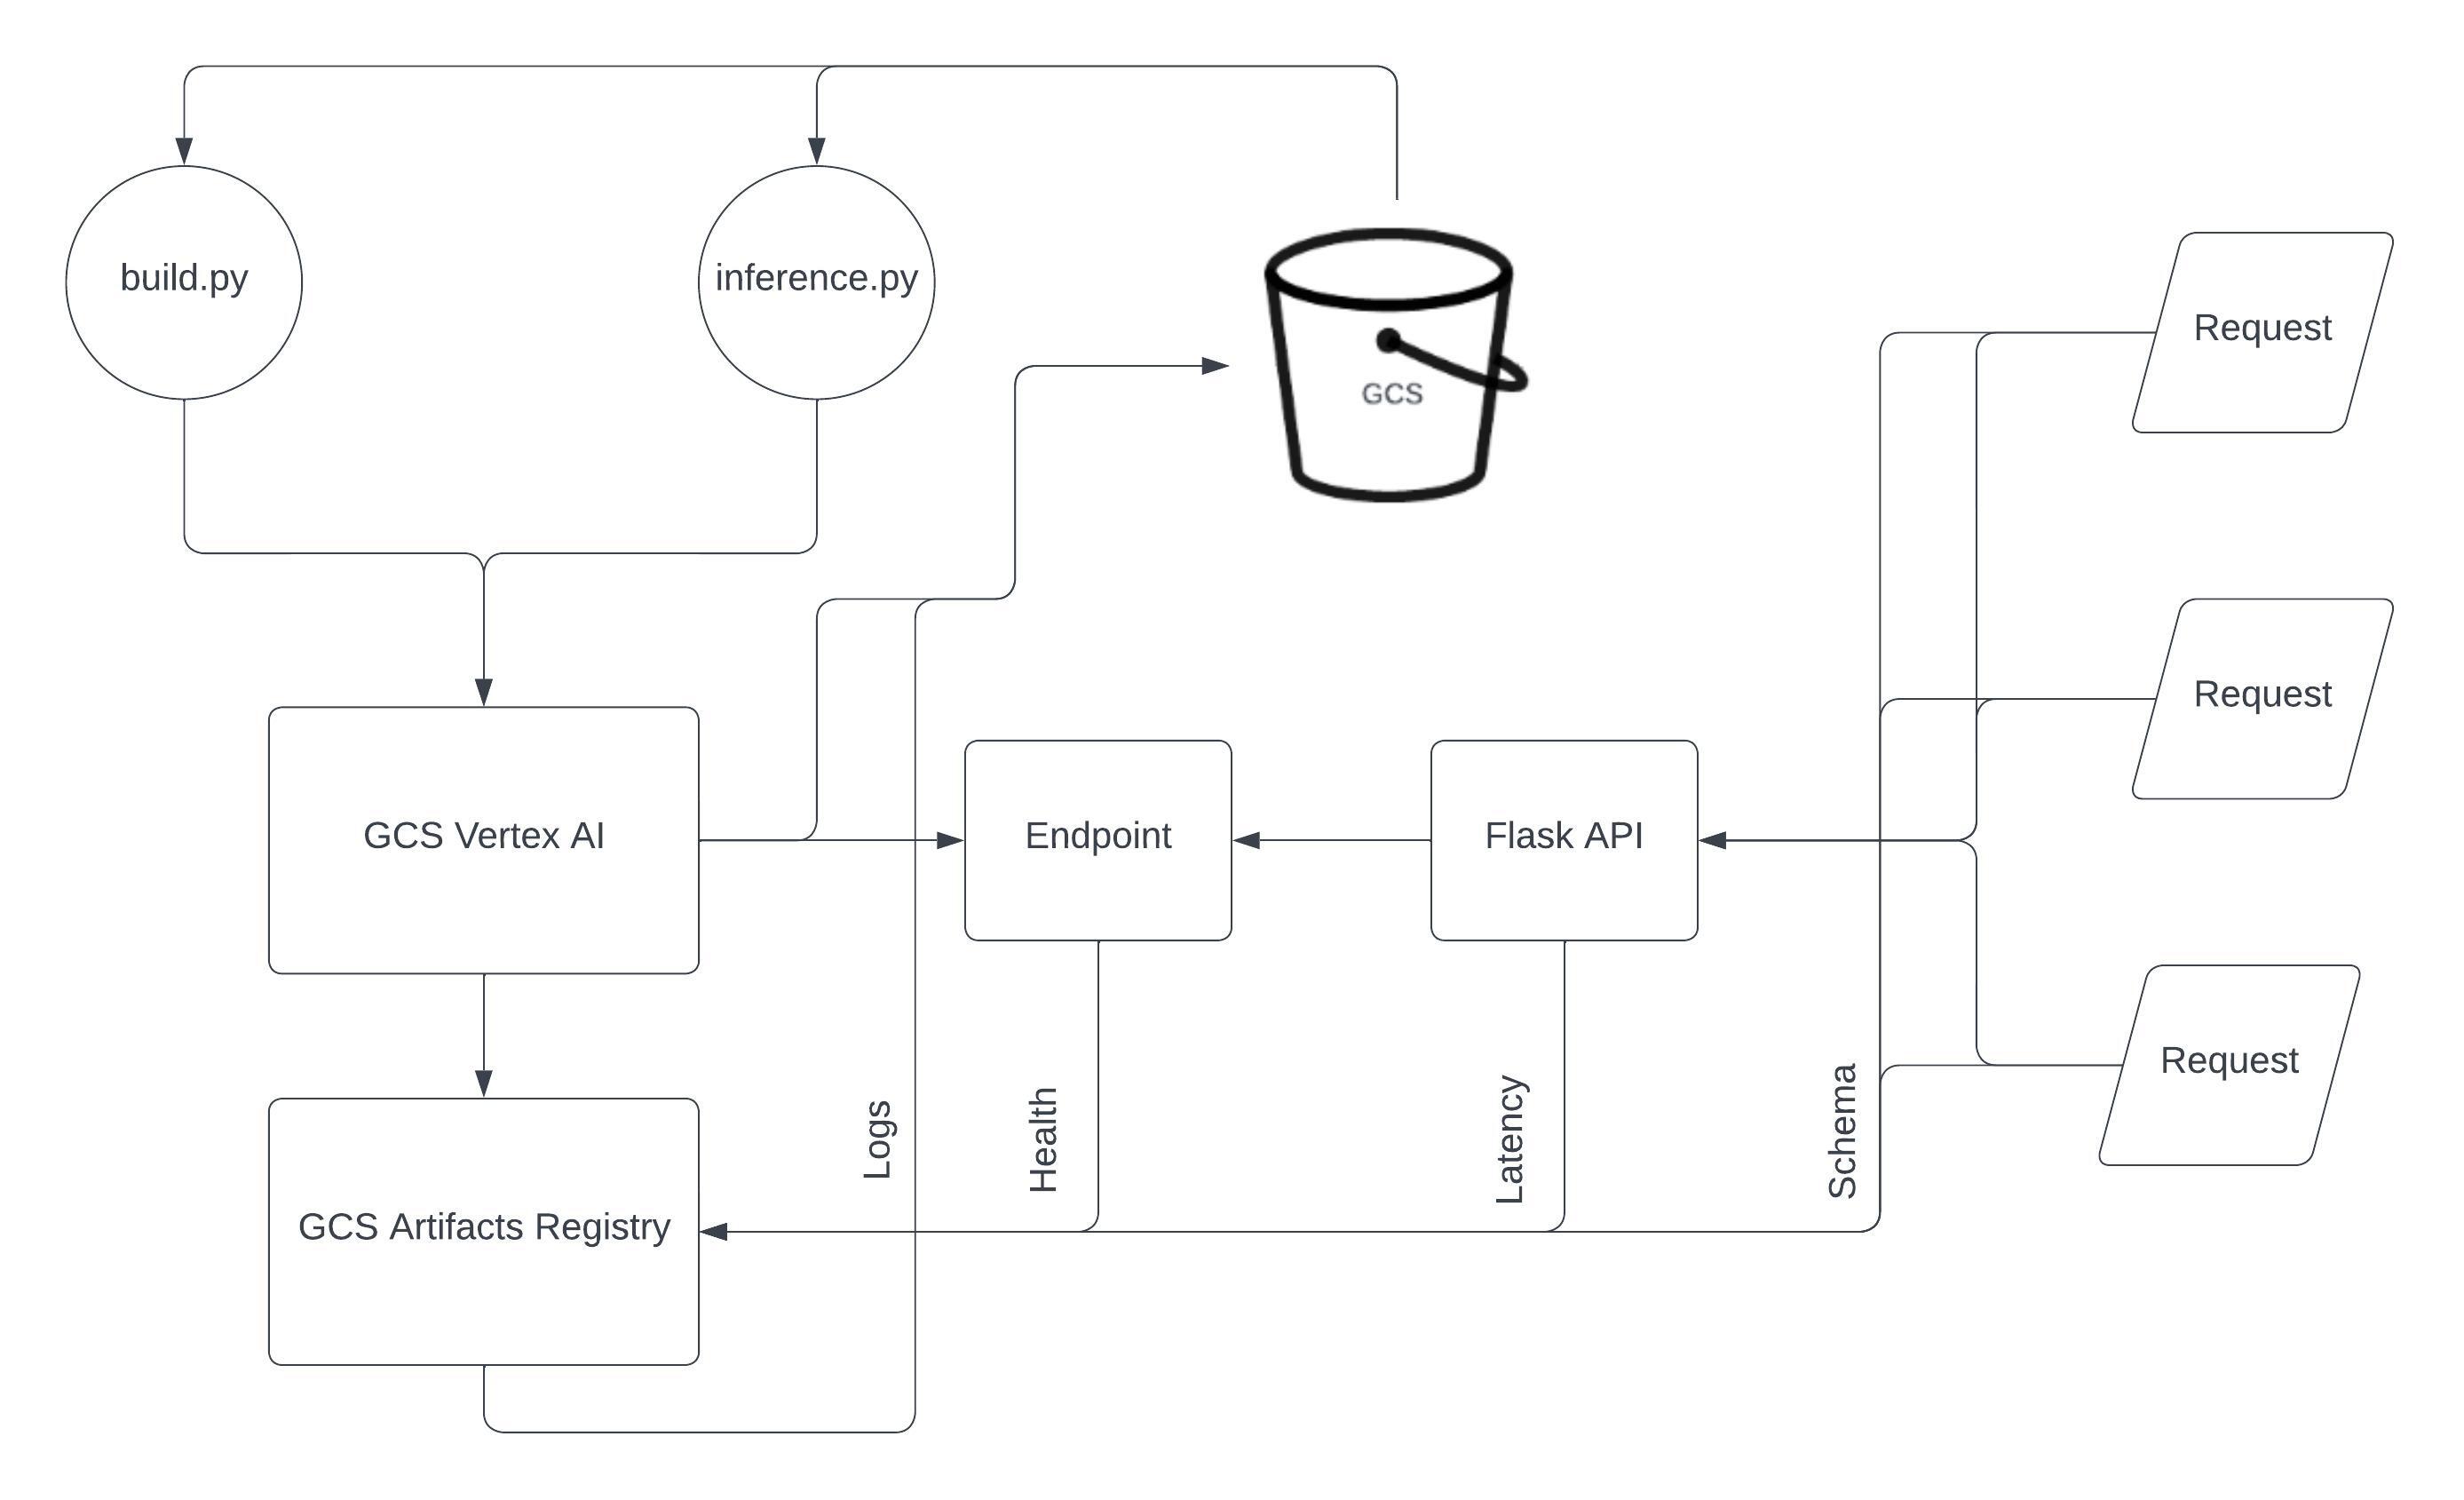 build.py
inference.py
GCS
Request
Request
GCS Vertex AI
Endpoint
Flask API
Request
Logs
Health
Latency
Schema
GCS Artifacts Registry